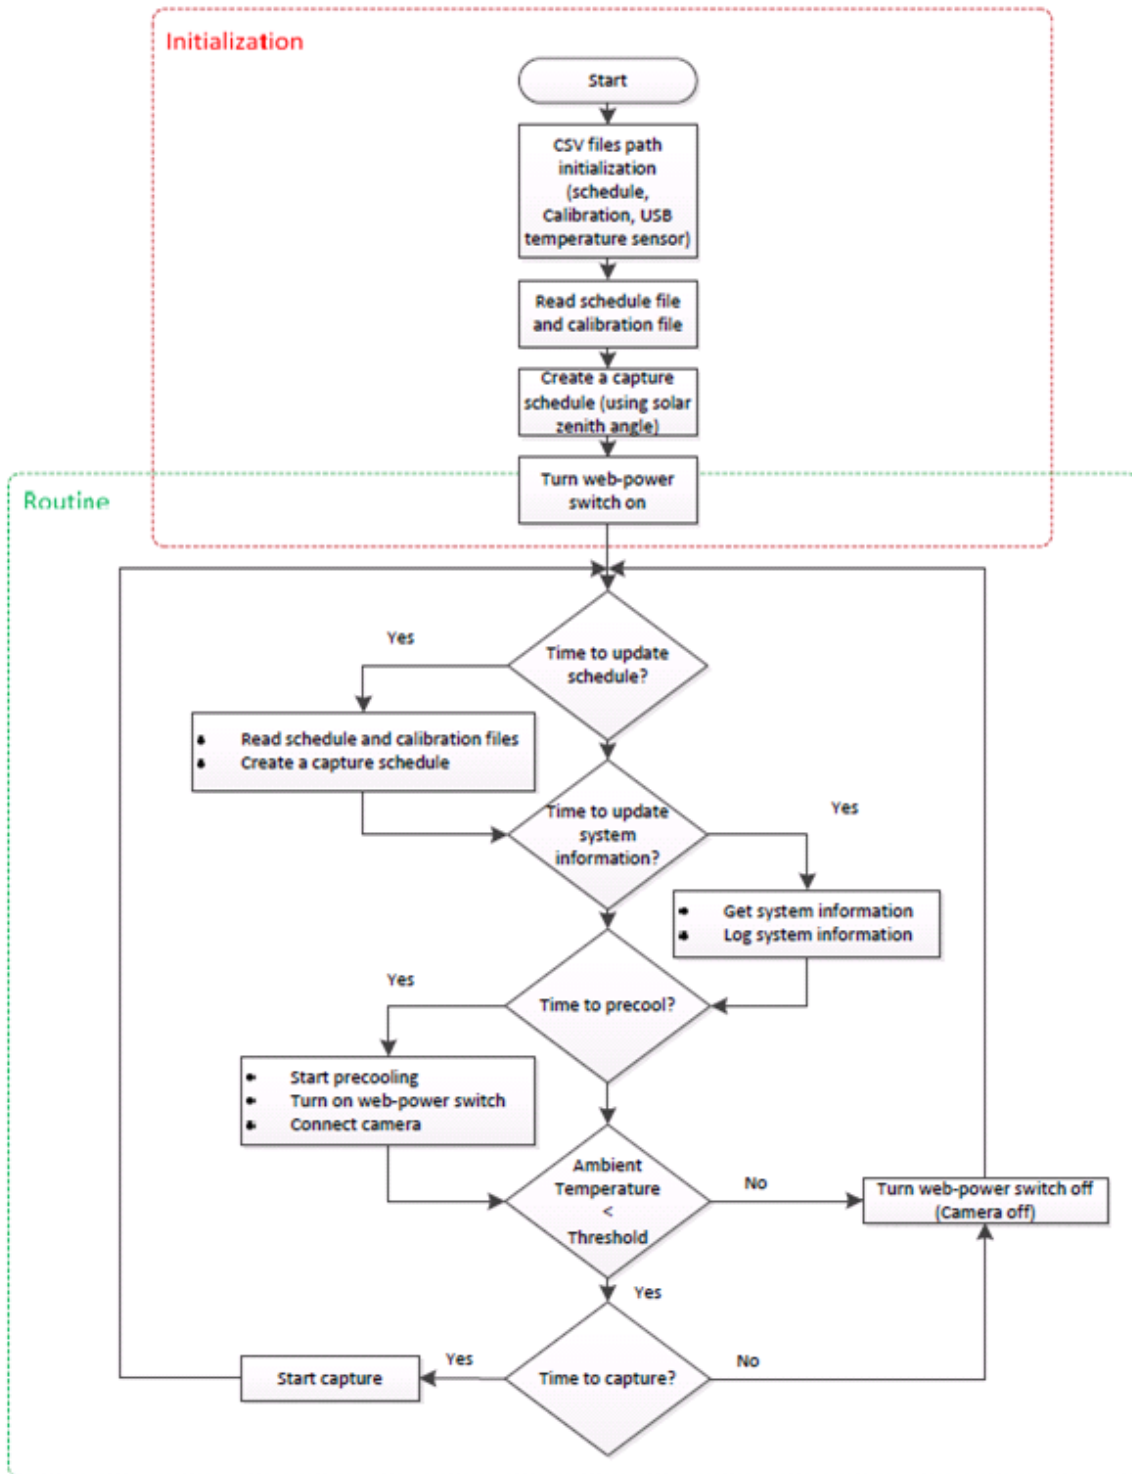 Initialization
Start
CSV files path
initialization
(schedule,
Calibration, USB
temperature sensor)
Read schedule file
and calibration file
Create a capture
schedule (using solar
zenith angle)
Turn web-power
switch on
Routine
Yes
Time to update
schedule?
Read schedule and calibration files
Create a capture schedule
Time to update
system
information?
Yes
Get system information
Log system information
Yes
Time to precool?
Start precooling
Turn on web-power switch
Connect camera
Ambient
Temperature
<
Threshold
No
Turn web-power switch off
(Camera off)
Yes
Start capture
Yes
Time to capture?
No